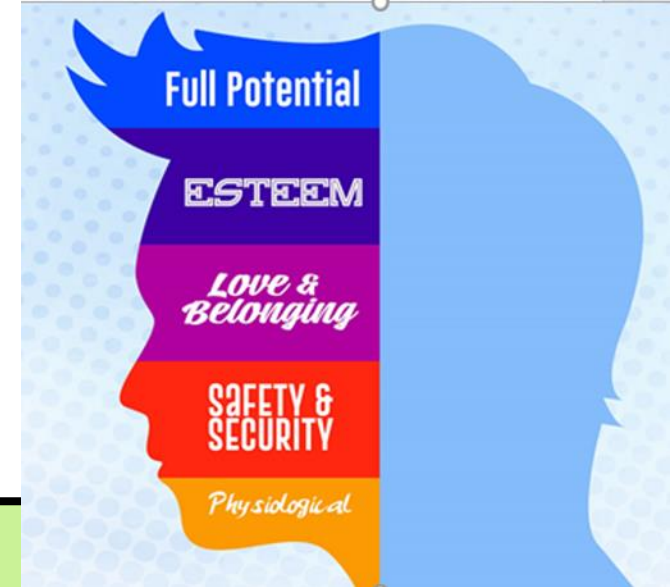 Full Potential
ESTEEM
Love &
Belonging
SaFETY &
SECURITY
Physiological